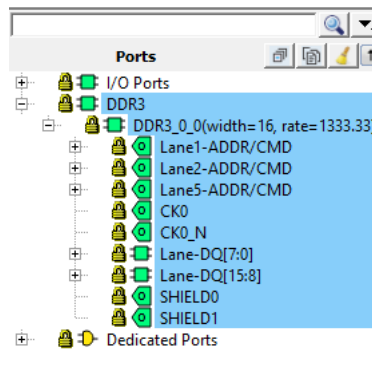 Ports
I/O Ports
DDR3
DDR3_0_0(width=16, rate=1333.33)
Lane1-ADDR/CMD
Lane2-ADDR/CMD
Lane5-ADDR/CMD
CK0
CK0_N
Lane-DQ[7:0]
Lane-DQ[15:8]
SHIELD0
SHIELD1
Dedicated Ports